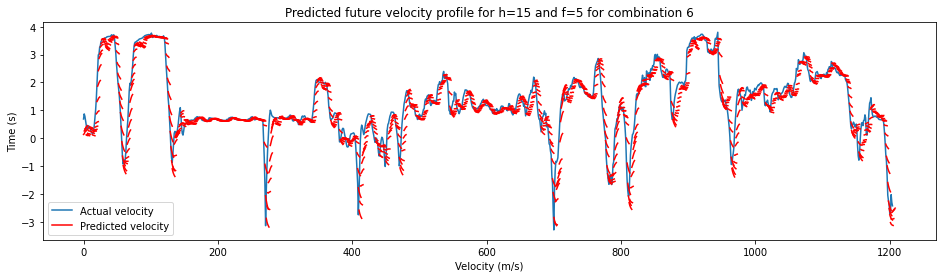 Predicted future velocity profile for h=15 and f=5 for combination 6
Time (s)
4
3
2
1
0
−1
−2
−3
Actual velocity
Predicted velocity
0 200 400 600 800 1000 1200
Velocity (m/s)